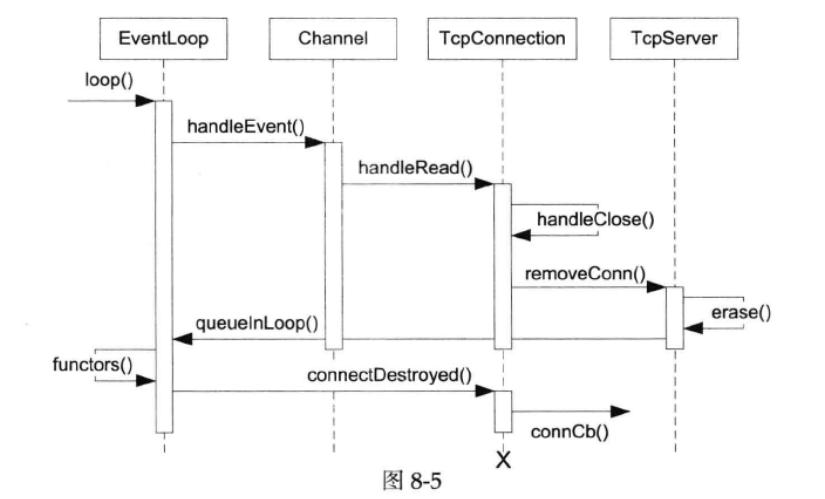 EventLoop
Channel
TcpConnection
TcpServer
loop()
handleEvent()
handleRead()
handleClose()
removeConn()
erase()
queueInLoop()
functors()
connectDestroyed()
connCb()
X
图 8-5